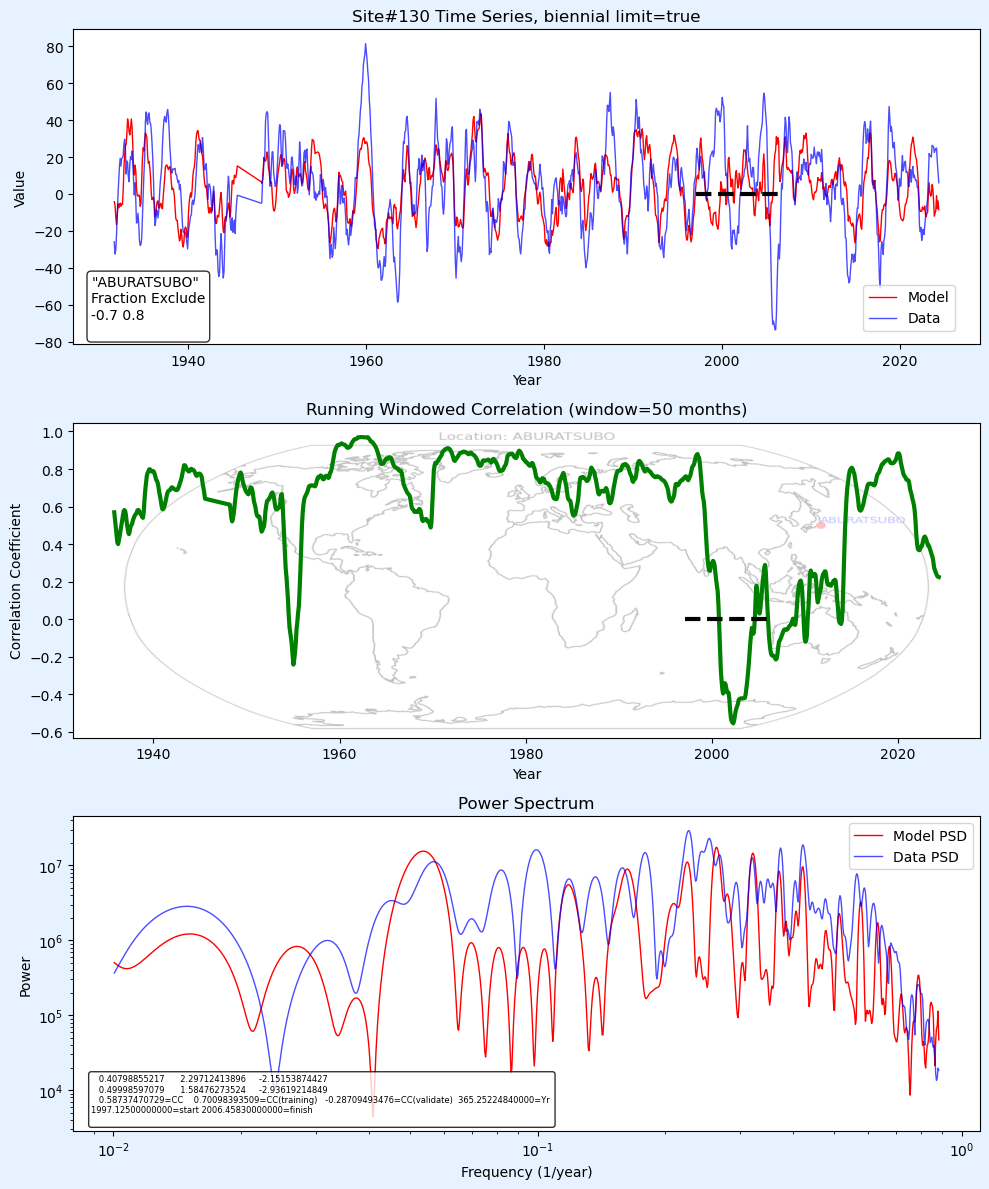 Site#130 Time Series, biennial limit=true
80
60
40
20
0
−20
−40
−60
−80
Value
"ABURATSUBO"
Fraction Exclude
-0.7 0.8
Model
Data
1940
1960
1980
2000
2020
Year
Running Windowed Correlation (window=50 months)
Location: ABURATSUBO
ABURATSUBO
1.0
0.8
0.6
0.4
0.2
0.0
−0.2
−0.4
−0.6
Correlation Coefficient
1940
1960
1980
2000
2020
Year
Power Spectrum
Model PSD
Data PSD
10⁷
10⁶
10⁵
10⁴
Power
0.40798855217 2.29712413896 -2.15153874427
0.49998597079 1.58476273524 -2.93619214849
0.58737470729=CC 0.70098393509=CC(training) -0.28709493476=CC(validate) 365.25224840000=Yr
1997.12500000000=start 2006.45830000000=finish
10⁻²
10⁻¹
10⁰
Frequency (1/year)